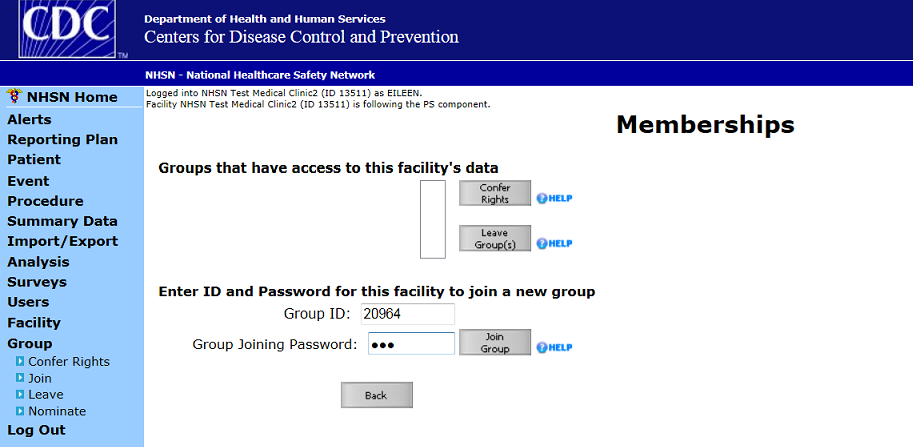 CDC
TM
Department of Health and Human Services
Centers for Disease Control and Prevention
NHSN - National Healthcare Safety Network
NHSN Home
Alerts
Reporting Plan
Patient
Event
Procedure
Summary Data
Import/Export
Analysis
Surveys
Users
Facility
Group
Confer Rights
Join
Leave
Nominate
Log Out
Logged into NHSN Test Medical Clinic2 (ID 13511) as EILEEN.
Facility NHSN Test Medical Clinic2 (ID 13511) is following the PS component.
Memberships
Groups that have access to this facility's data
Confer
Rights
HELP
Leave
Group(s)
HELP
Enter ID and Password for this facility to join a new group
Group ID: 20964
Group Joining Password: •••
Join
Group
HELP
Back